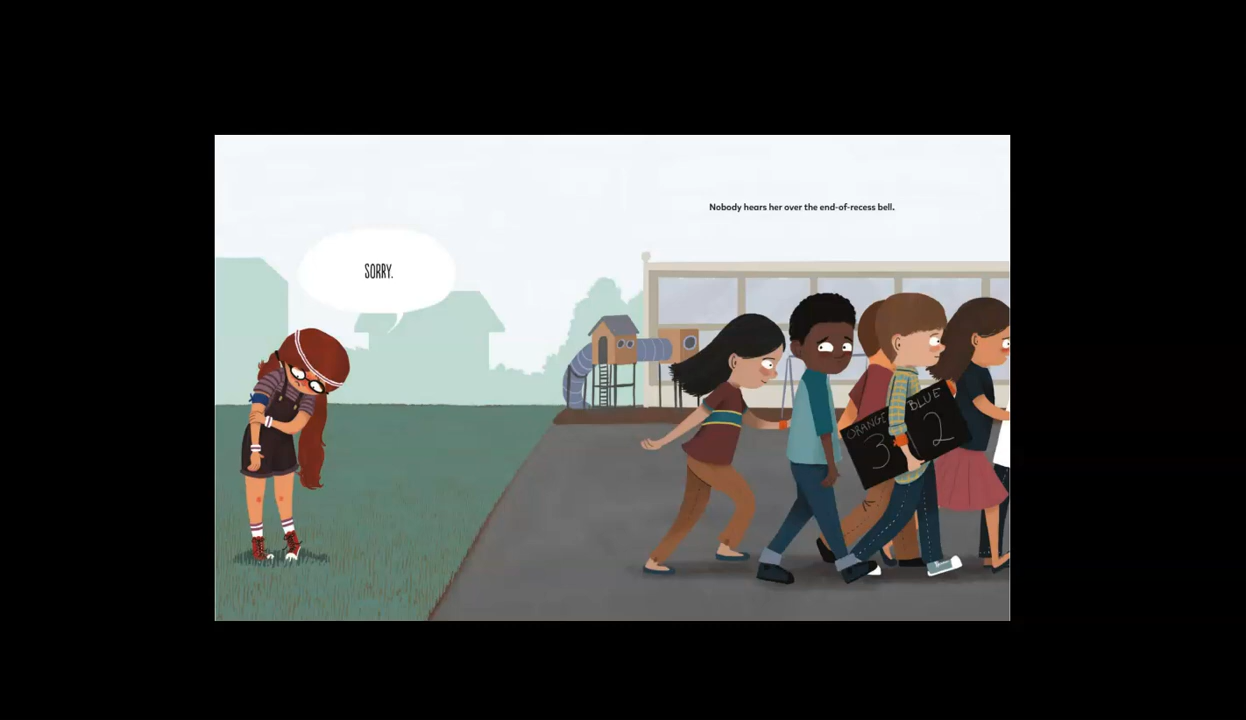 Nobody hears her over the end-of-recess bell.
SORRY.
ORANGE BLUE
3 2